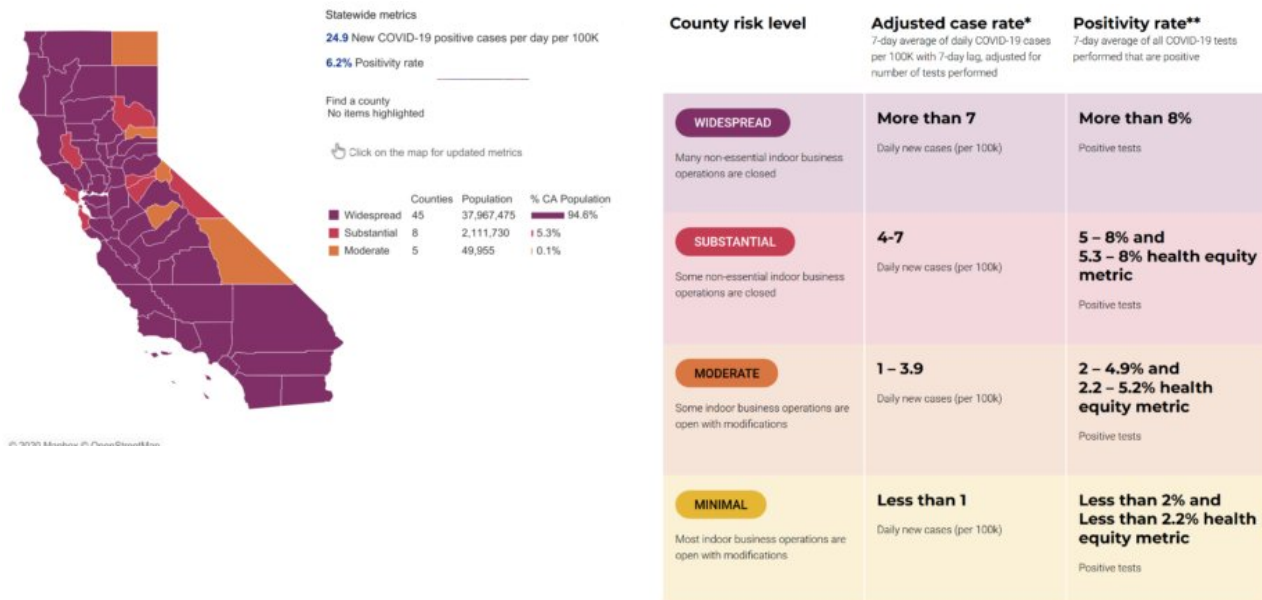 Statewide metrics
24.9 New COVID-19 positive cases per day per 100K
6.2% Positivity rate
Find a county
No items highlighted
Click on the map for updated metrics
Counties Population % CA Population
Widespread 45 37,967,475 94.6%
Substantial 8 2,111,730 5.3%
Moderate 5 49,955 0.1%
© 2020 Mapbox © OpenStreetMap
County risk level
Adjusted case rate*
7-day average of daily COVID-19 cases
per 100K with 7-day lag, adjusted for
number of tests performed
Positivity rate**
7-day average of all COVID-19 tests
performed that are positive
WIDESPREAD
Many non-essential indoor business
operations are closed
More than 7
Daily new cases (per 100k)
More than 8%
Positive tests
SUBSTANTIAL
Some non-essential indoor business
operations are closed
4-7
Daily new cases (per 100k)
5 – 8% and
5.3 – 8% health equity
metric
Positive tests
MODERATE
Some indoor business operations are
open with modifications
1 – 3.9
Daily new cases (per 100k)
2 – 4.9% and
2.2 – 5.2% health
equity metric
Positive tests
MINIMAL
Most indoor business operations are
open with modifications
Less than 1
Daily new cases (per 100k)
Less than 2% and
Less than 2.2% health
equity metric
Positive tests